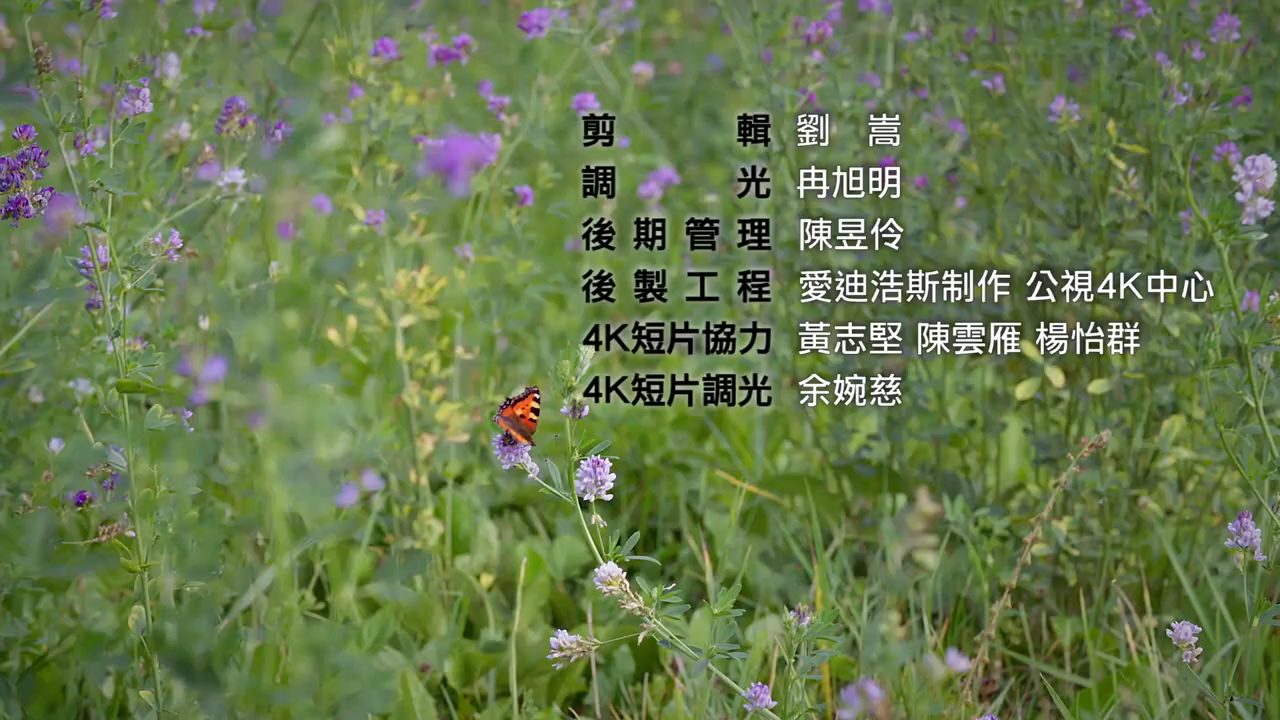 剪輯 劉嵩
調光 冉旭明
後期管理 陳昱伶
後製工程 愛迪浩斯制作 公視4K中心
4K短片協力 黃志堅 陳雲雁 楊怡群
4K短片調光 余婉慈